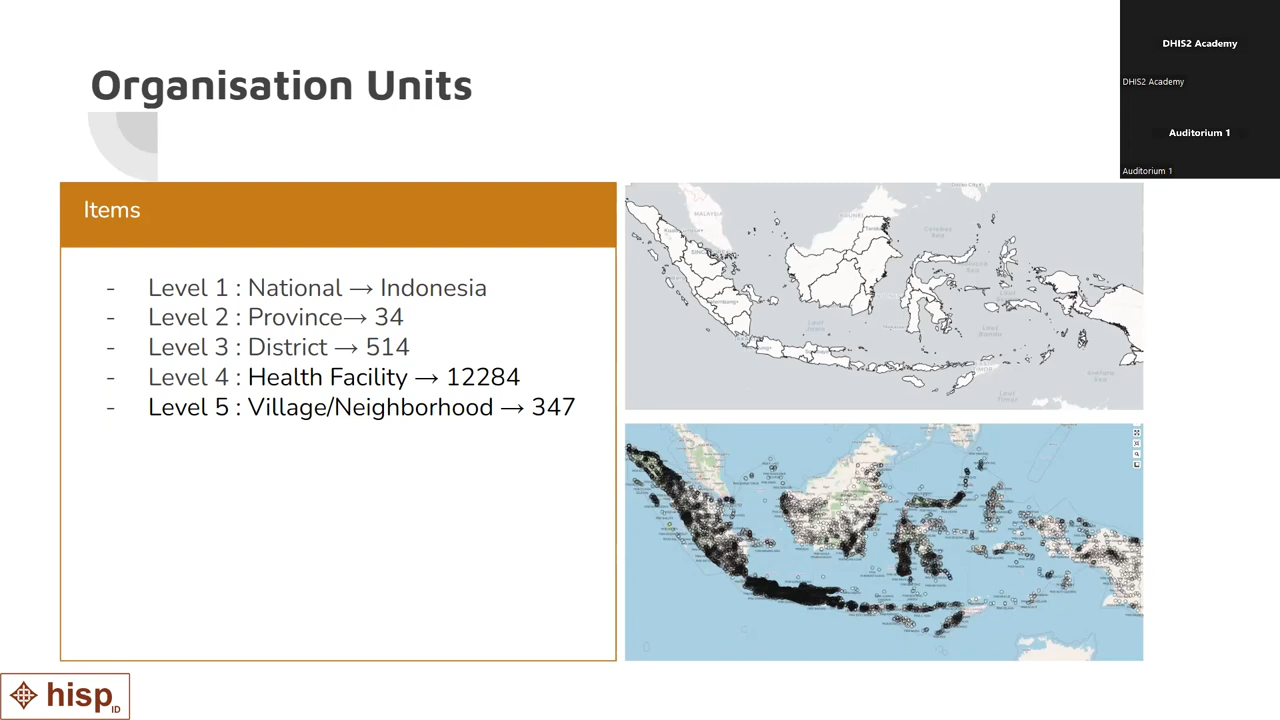 Organisation Units
DHIS2 Academy
DHIS2 Academy
Auditorium 1
Auditorium 1
Items
- Level 1 : National → Indonesia
- Level 2 : Province→ 34
- Level 3 : District → 514
- Level 4 : Health Facility → 12284
- Level 5 : Village/Neighborhood → 347
MALAYSIA
hisp
ID